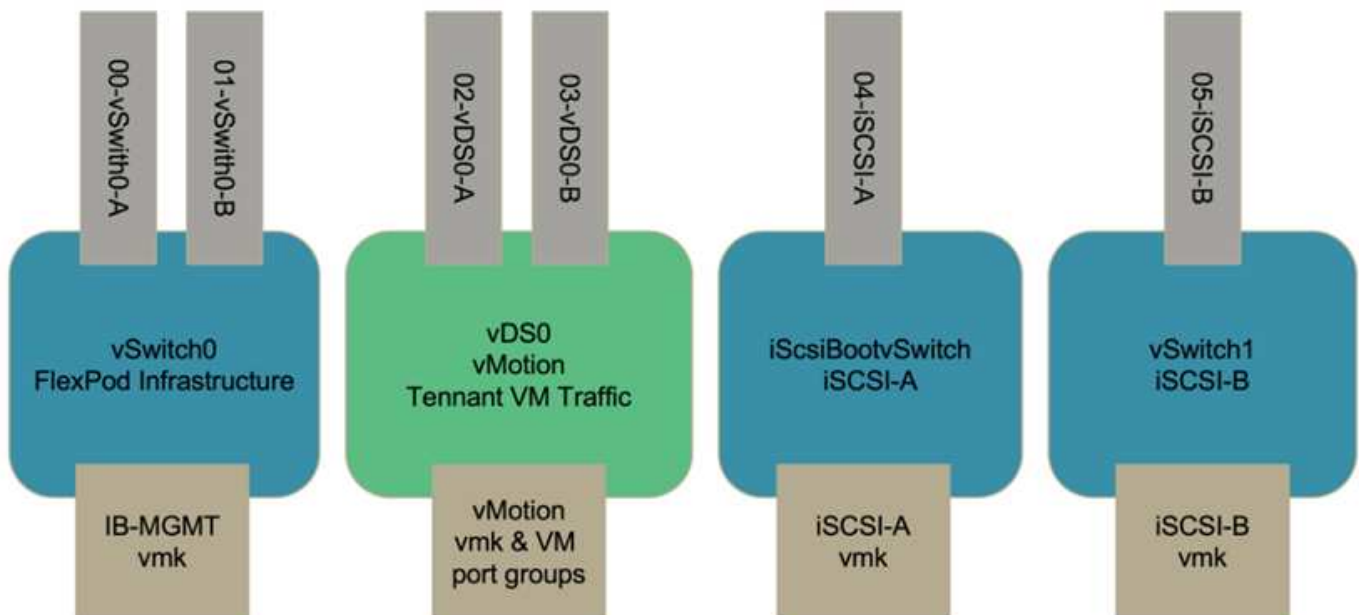 00-vSwith0-A
01-vSwith0-B
02-vDS0-A
03-vDS0-B
04-iSCSI-A
05-iSCSI-B
vSwitch0
FlexPod Infrastructure
vDS0
vMotion
Tennant VM Traffic
iScsiBootvSwitch
iSCSI-A
vSwitch1
iSCSI-B
IB-MGMT
vmk
vMotion
vmk & VM
port groups
iSCSI-A
vmk
iSCSI-B
vmk